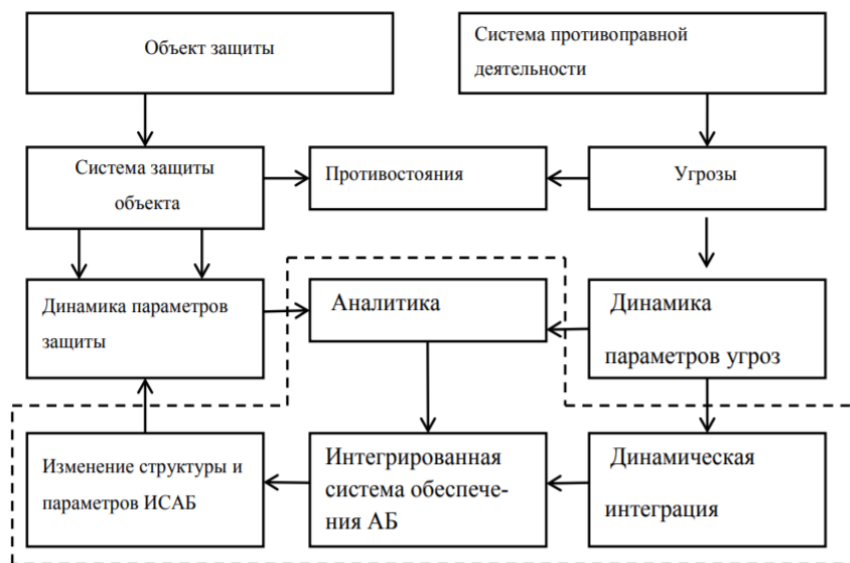 Объект защиты
Система противоправной
деятельности
Система защиты
объекта
Противостояния
Угрозы
Динамика параметров
защиты
Аналитика
Динамика
параметров угроз
Изменение структуры и
параметров ИСАБ
Интегрированная
система обеспече-
ния АБ
Динамическая
интеграция